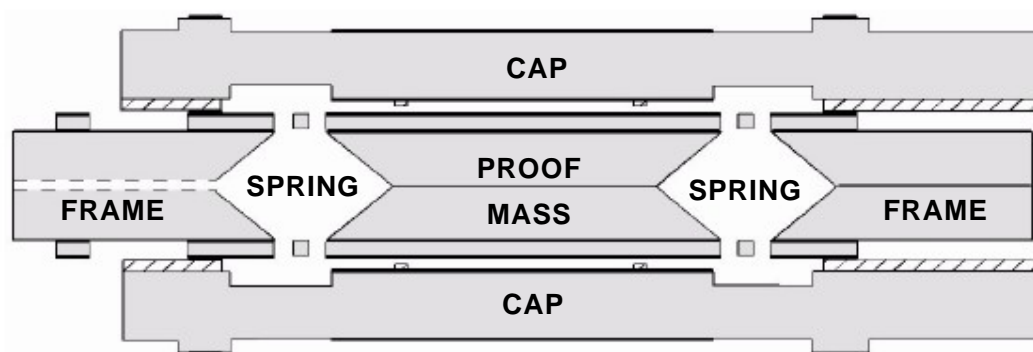 CAP
PROOF
SPRING
SPRING
FRAME
MASS
FRAME
CAP